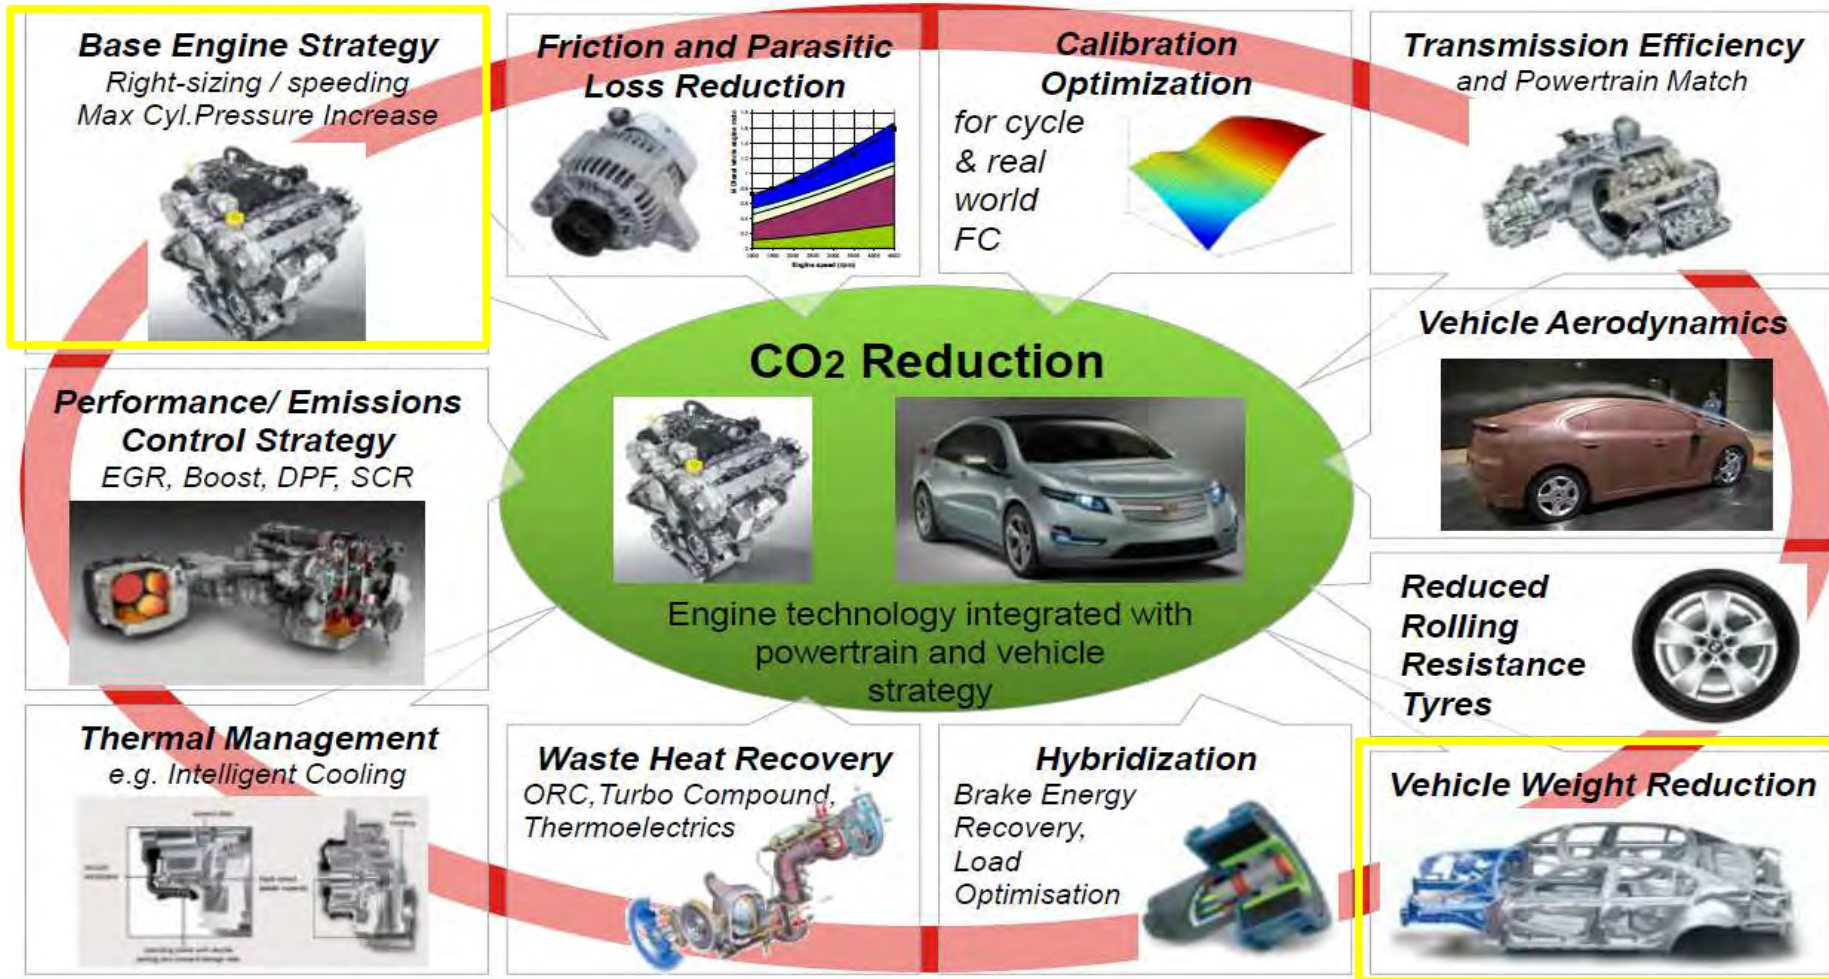 Base Engine Strategy
Right-sizing / speeding
Max Cyl.Pressure Increase
Friction and Parasitic
Loss Reduction
Engine speed (rpm)
Calibration
Optimization
for cycle
& real
world
FC
Transmission Efficiency
and Powertrain Match
Performance/ Emissions
Control Strategy
EGR, Boost, DPF, SCR
CO2 Reduction
Engine technology integrated with
powertrain and vehicle
strategy
Vehicle Aerodynamics
Reduced
Rolling
Resistance
Tyres
Thermal Management
e.g. Intelligent Cooling
Waste Heat Recovery
ORC,Turbo Compound,
Thermoelectrics
Hybridization
Brake Energy
Recovery,
Load
Optimisation
Vehicle Weight Reduction